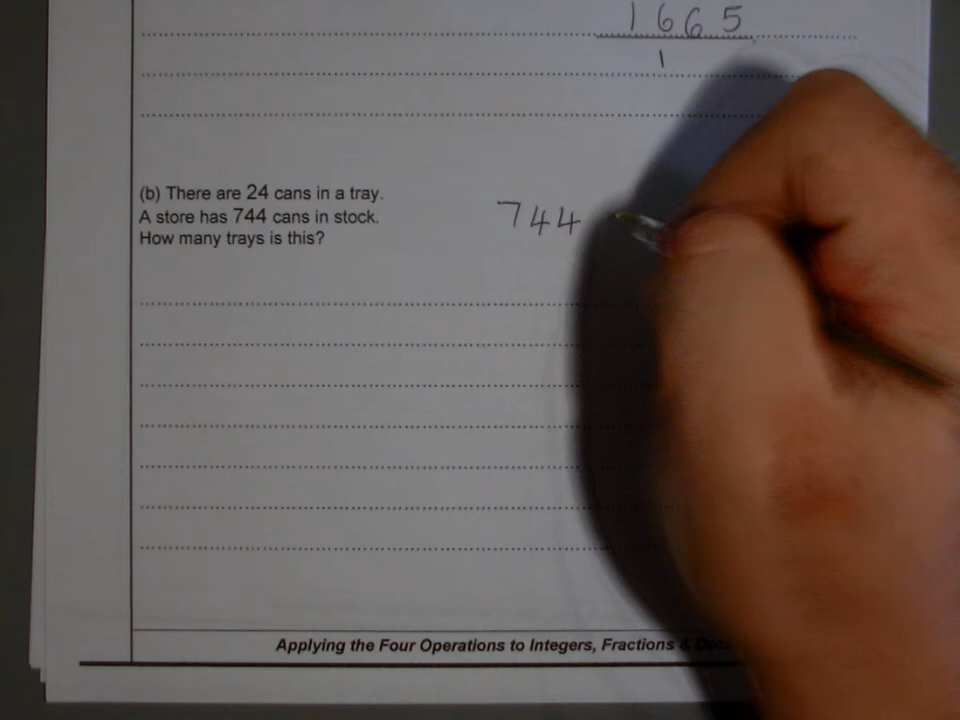 1665
1
(b) There are 24 cans in a tray.
A store has 744 cans in stock.
How many trays is this?
744
Applying the Four Operations to Integers, Fractions &